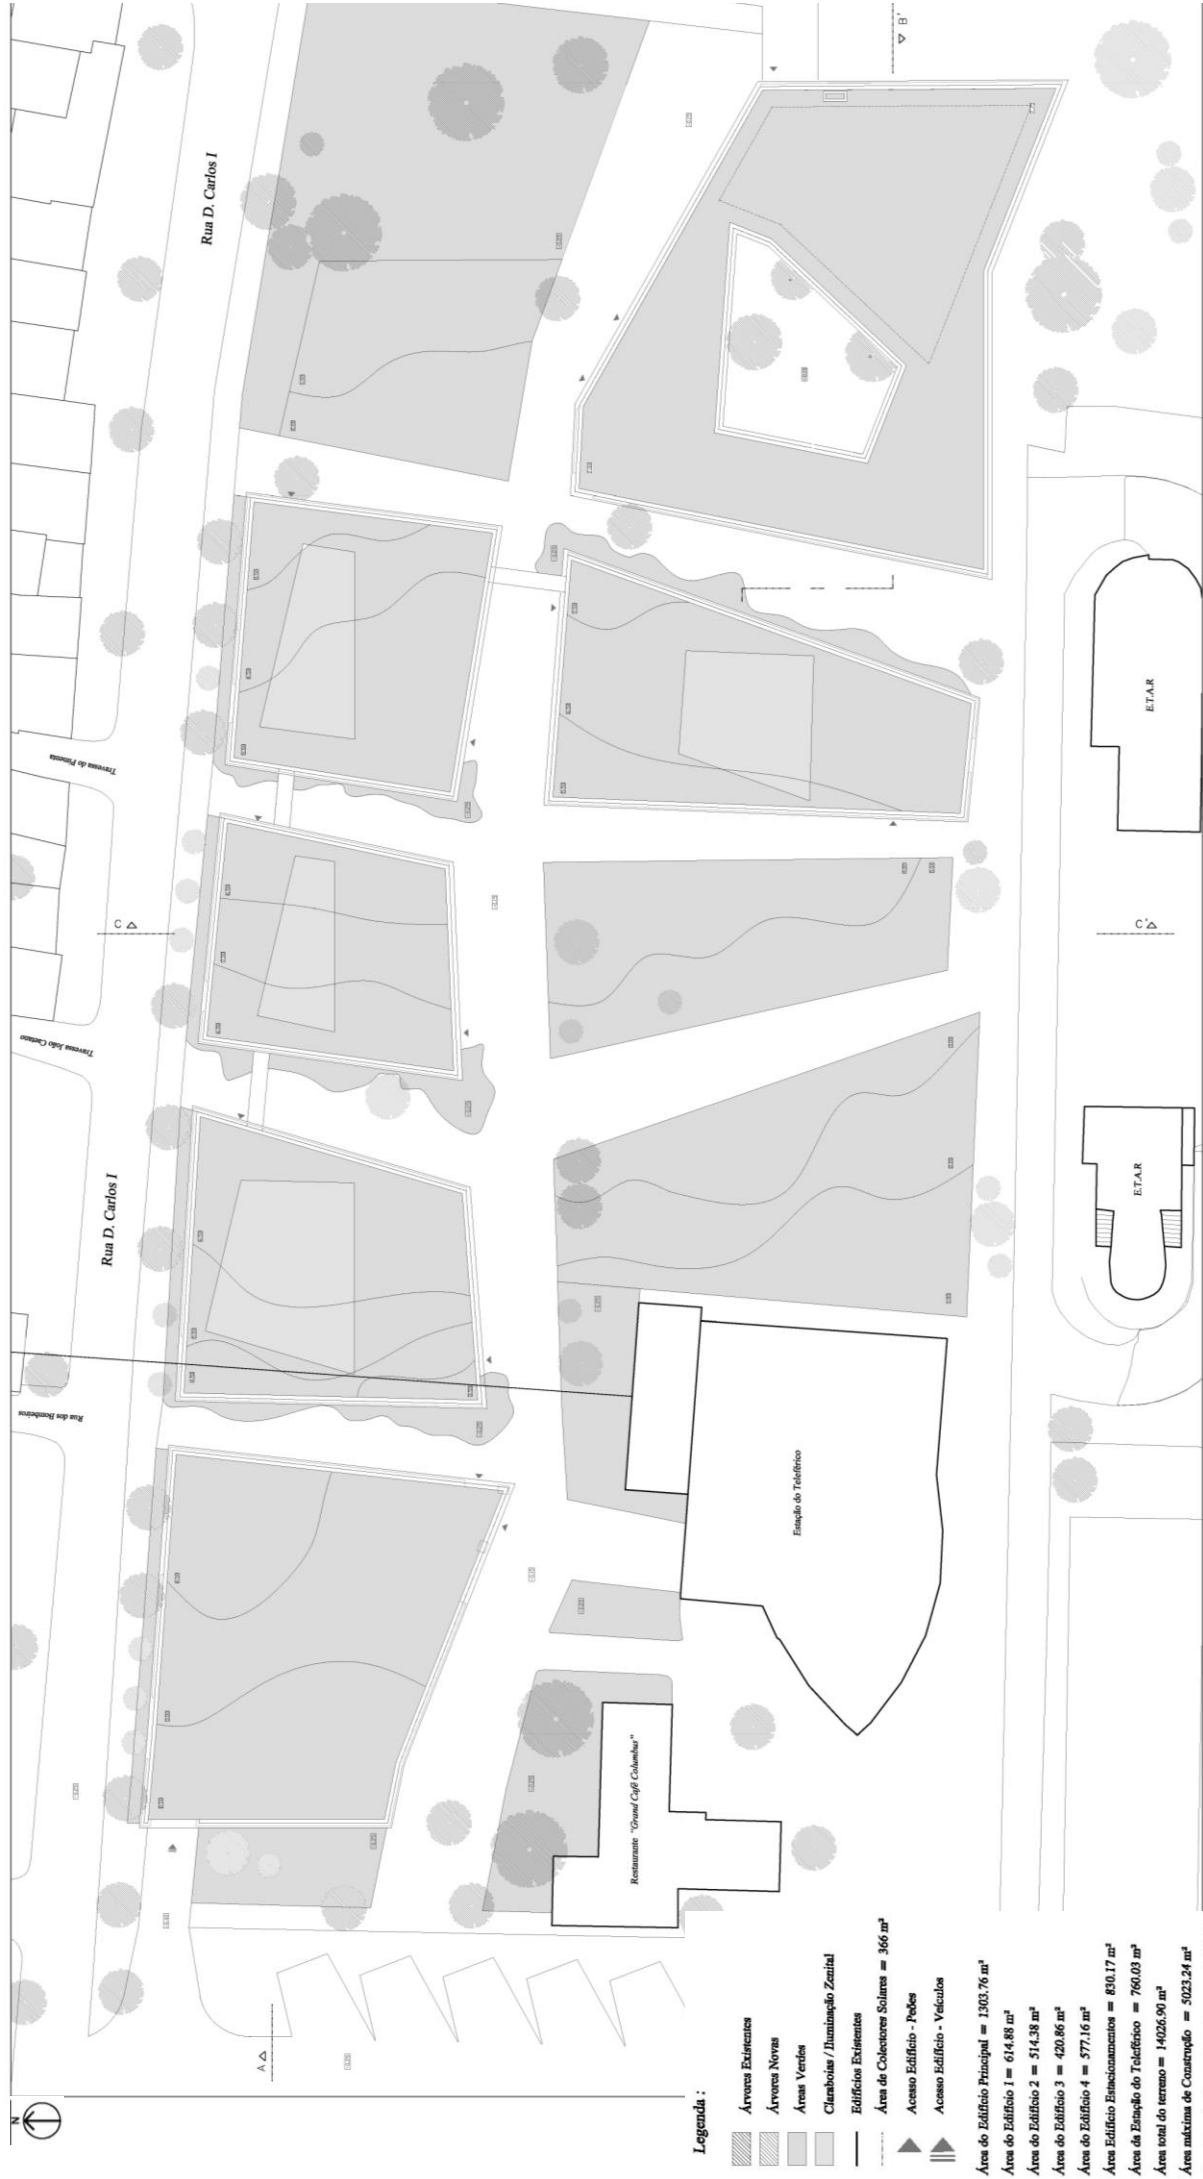 N
Rua D. Carlos I
Rua D. Carlos I
Travessa do Pimenta
Travessa João Caetano
Rua dos Bombeiros
A
B'
C
C'
E.T.A.R
E.T.A.R
Estação do Teleférico
Restaurante "Grand Café Columbus"
Legenda :
Árvores Existentes
Árvores Novas
Áreas Verdes
Claraboias / Iluminação Zenital
Edifícios Existentes
Área de Colectores Solares = 366 m²
Acesso Edifício - Peões
Acesso Edifício - Veículos
Área do Edifício Principal = 1303.76 m²
Área do Edifício 1 = 614.88 m²
Área do Edifício 2 = 514.38 m²
Área do Edifício 3 = 420.86 m²
Área do Edifício 4 = 577.16 m²
Área Edifício Estacionamentos = 830.17 m²
Área da Estação do Teleférico = 760.03 m²
Área total do terreno = 14026.90 m²
Área máxima de Construção = 5023.24 m²